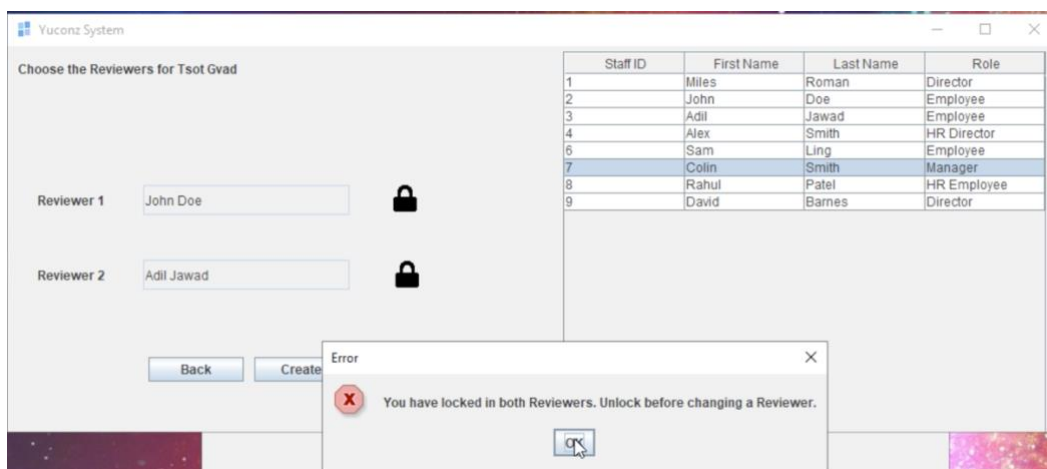 Yuconz System
Choose the Reviewers for Tsot Gvad
Reviewer 1 John Doe
Reviewer 2 Adil Jawad
Back Create
Staff ID First Name Last Name Role
1 Miles Roman Director
2 John Doe Employee
3 Adil Jawad Employee
4 Alex Smith HR Director
6 Sam Ling Employee
7 Colin Smith Manager
8 Rahul Patel HR Employee
9 David Barnes Director
Error
X
You have locked in both Reviewers. Unlock before changing a Reviewer.
OK